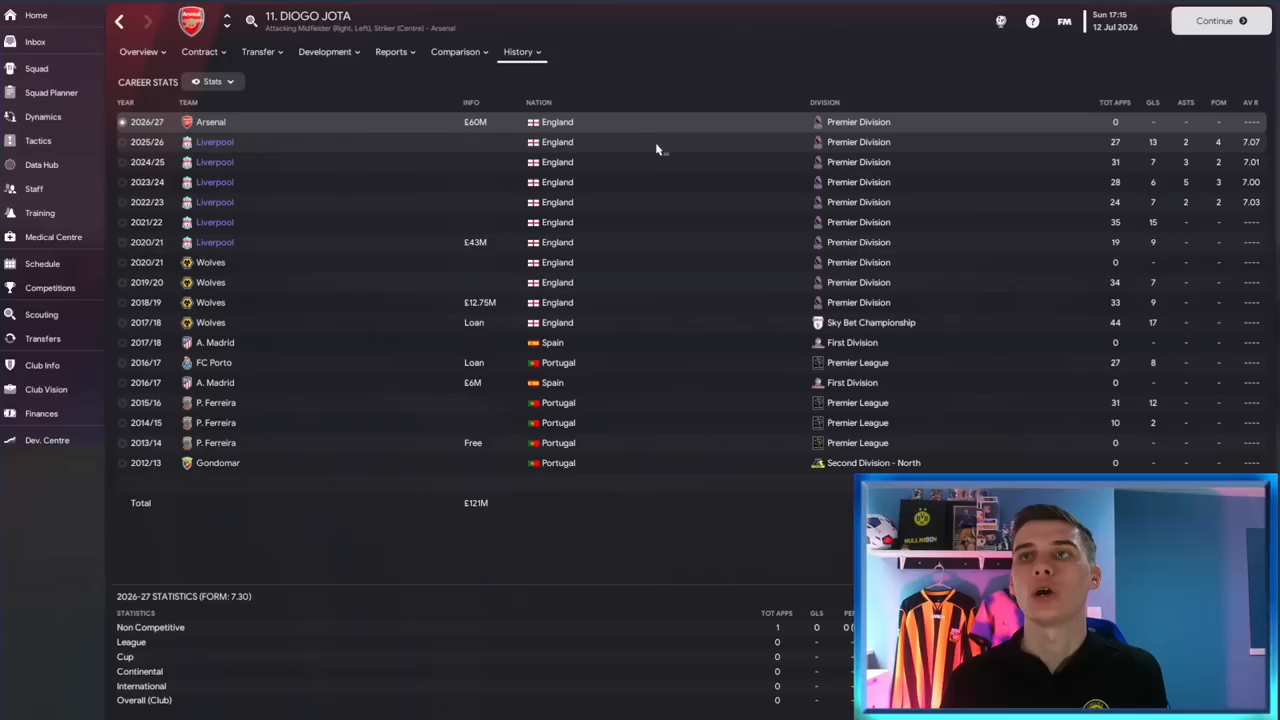 Home
Inbox
Squad
Squad Planner
Dynamics
Tactics
Data Hub
Staff
Training
Medical Centre
Schedule
Competitions
Scouting
Transfers
Club Info
Club Vision
Finances
Dev. Centre
11. DIOGO JOTA
Attacking Midfielder (Right, Left), Striker (Centre) - Arsenal
FM
Sun 17:15
12 Jul 2026
Continue
Overview Contract Transfer Development Reports Comparison History
CAREER STATS Stats
YEAR TEAM INFO NATION DIVISION TOT APPS GLS ASTS POM AV R
2026/27 Arsenal £60M England Premier Division 0 - - - ----
2025/26 Liverpool England Premier Division 27 13 2 4 7.07
2024/25 Liverpool England Premier Division 31 7 3 2 7.01
2023/24 Liverpool England Premier Division 28 6 5 3 7.00
2022/23 Liverpool England Premier Division 24 7 2 2 7.03
2021/22 Liverpool England Premier Division 35 15 - - ----
2020/21 Liverpool £43M England Premier Division 19 9 - - ----
2020/21 Wolves England Premier Division 0 - - - ----
2019/20 Wolves England Premier Division 34 7 - - ----
2018/19 Wolves £12.75M England Premier Division 33 9 - - ----
2017/18 Wolves Loan England Sky Bet Championship 44 17 - - ----
2017/18 A. Madrid Spain First Division 0 - - - ----
2016/17 FC Porto Loan Portugal Premier League 27 8 - - ----
2016/17 A. Madrid £6M Spain First Division 0 - - - ----
2015/16 P. Ferreira Portugal Premier League 31 12 - - ----
2014/15 P. Ferreira Portugal Premier League 10 2 - - ----
2013/14 P. Ferreira Free Portugal Premier League 0 - - - ----
2012/13 Gondomar Portugal Second Division - North 0 - - - ----
Total £121M
2026-27 STATISTICS (FORM: 7.30)
STATISTICS TOT APPS GLS
Non Competitive 1 0
League 0 -
Cup 0 -
Continental 0 -
International 0 -
Overall (Club) 0 -